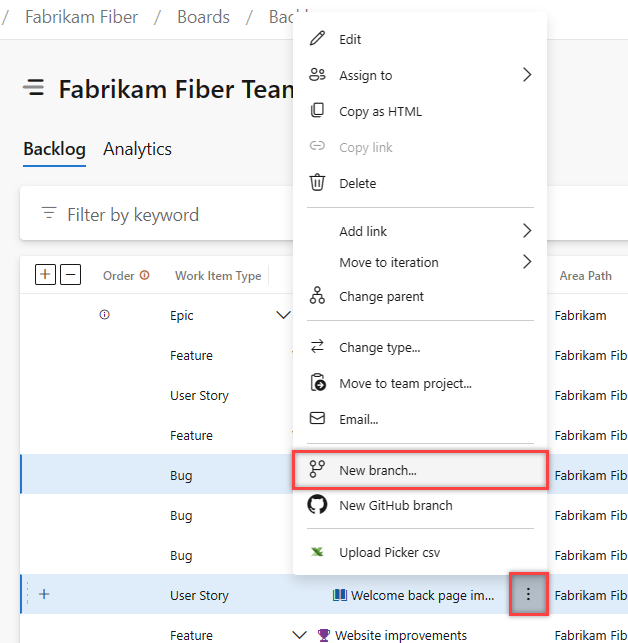 / Fabrikam Fiber / Boards / Backl
Fabrikam Fiber Team
Backlog Analytics
Filter by keyword
Order Work Item Type Area Path
Epic Fabrikam
Feature Fabrikam Fib
User Story Fabrikam Fib
Feature Fabrikam Fib
Bug Fabrikam Fib
Bug Fabrikam Fib
Bug Fabrikam Fib
User Story Welcome back page im... Fabrikam Fib
Feature Website improvements Fabrikam Fib
Edit
Assign to
Copy as HTML
Copy link
Delete
Add link
Move to iteration
Change parent
Change type...
Move to team project...
Email...
New branch...
New GitHub branch
Upload Picker csv